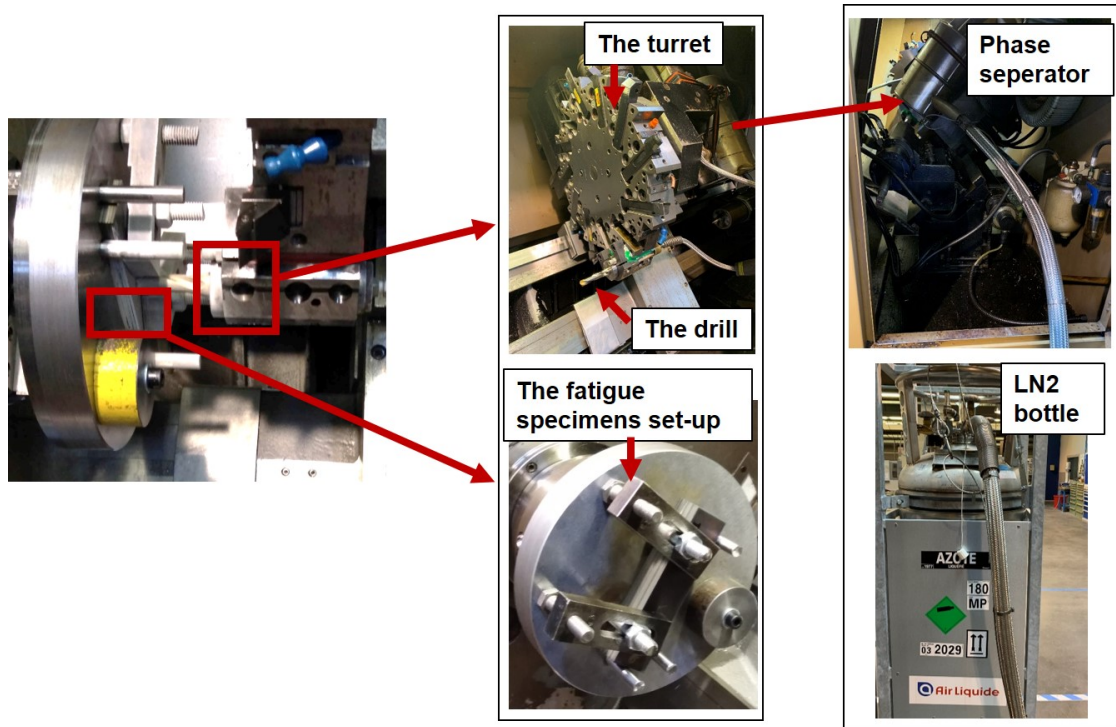 The turret
Phase
seperator
The drill
The fatigue
specimens set-up
LN2
bottle
AZOTE
180
MP
03 2029
Air Liquide